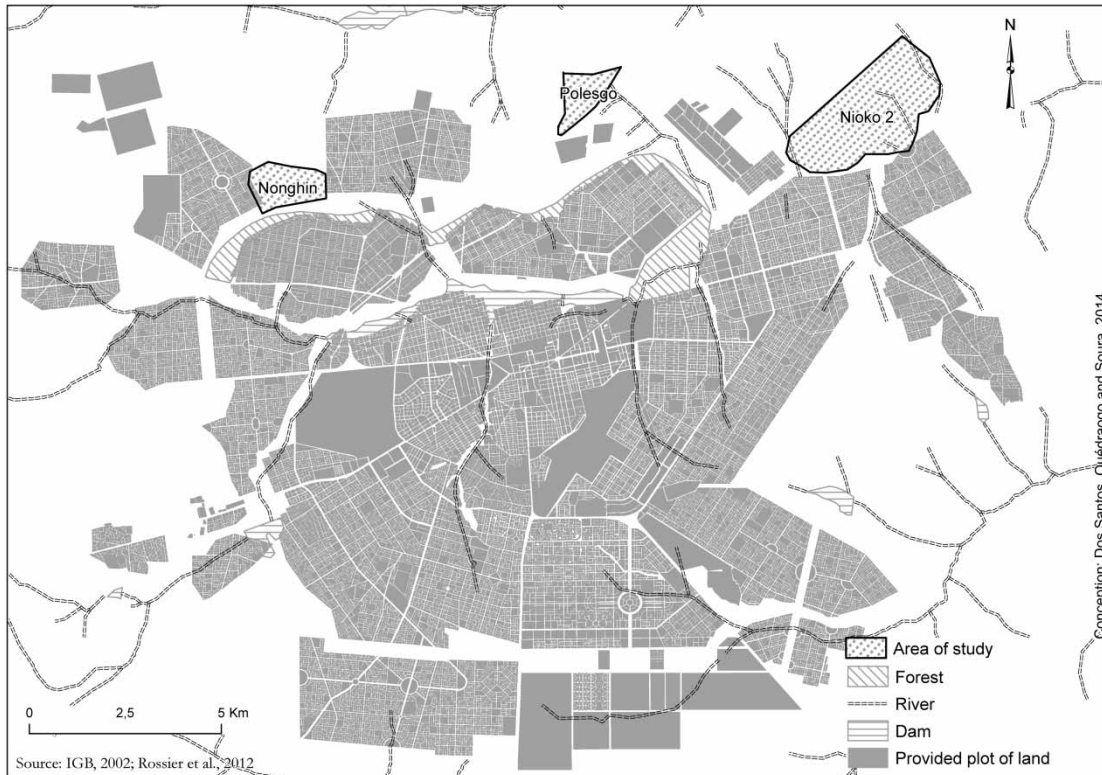 N
Polesgo
Nioko 2
Nonghin
Conception: Dos Santos, Ouédraogo and Soura, 2014
Area of study
Forest
River
Dam
Provided plot of land
0 2,5 5 Km
Source: IGB, 2002; Rossier et al., 2012